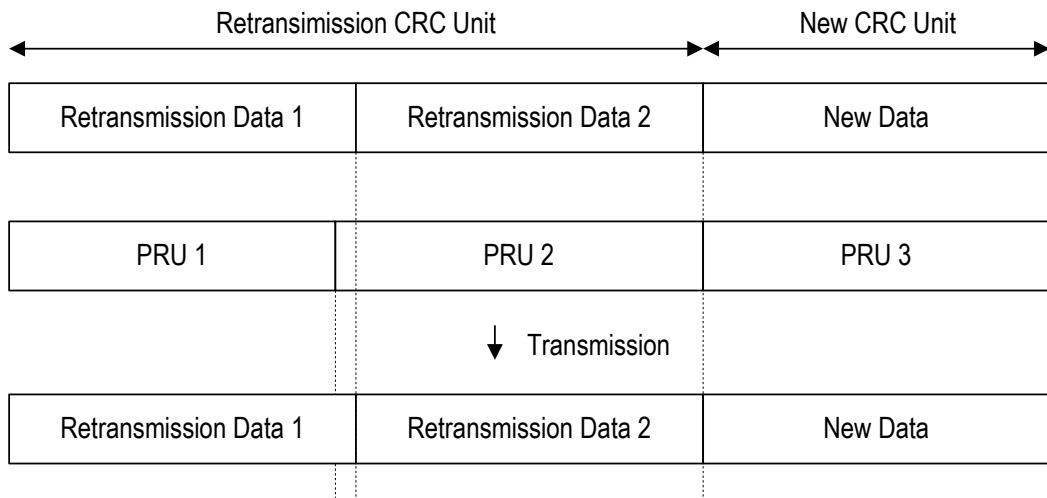 Retransimission CRC Unit New CRC Unit
Retransmission Data 1 Retransmission Data 2 New Data
PRU 1 PRU 2 PRU 3
Transmission
Retransmission Data 1 Retransmission Data 2 New Data